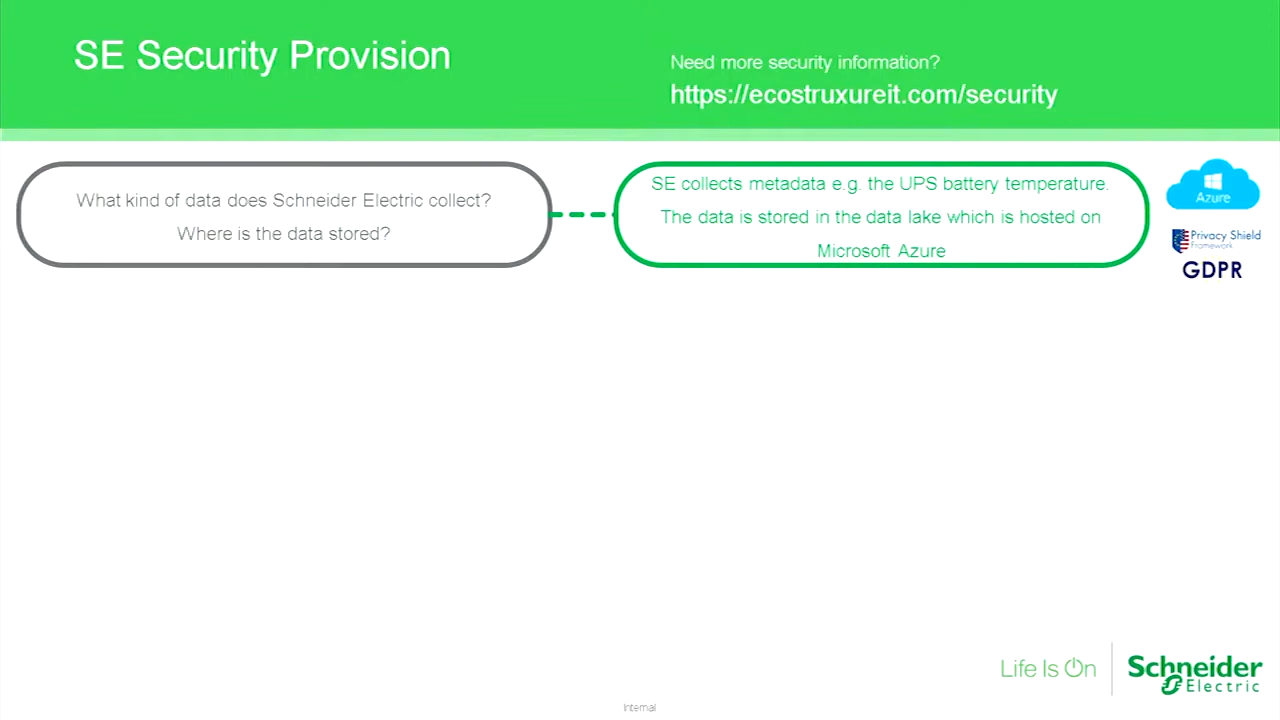 SE Security Provision
Need more security information?
https://ecostruxureit.com/security
What kind of data does Schneider Electric collect?
Where is the data stored?
SE collects metadata e.g. the UPS battery temperature.
The data is stored in the data lake which is hosted on
Microsoft Azure
Azure
Privacy Shield
Framework
GDPR
Life Is On
Schneider
Electric
Internal